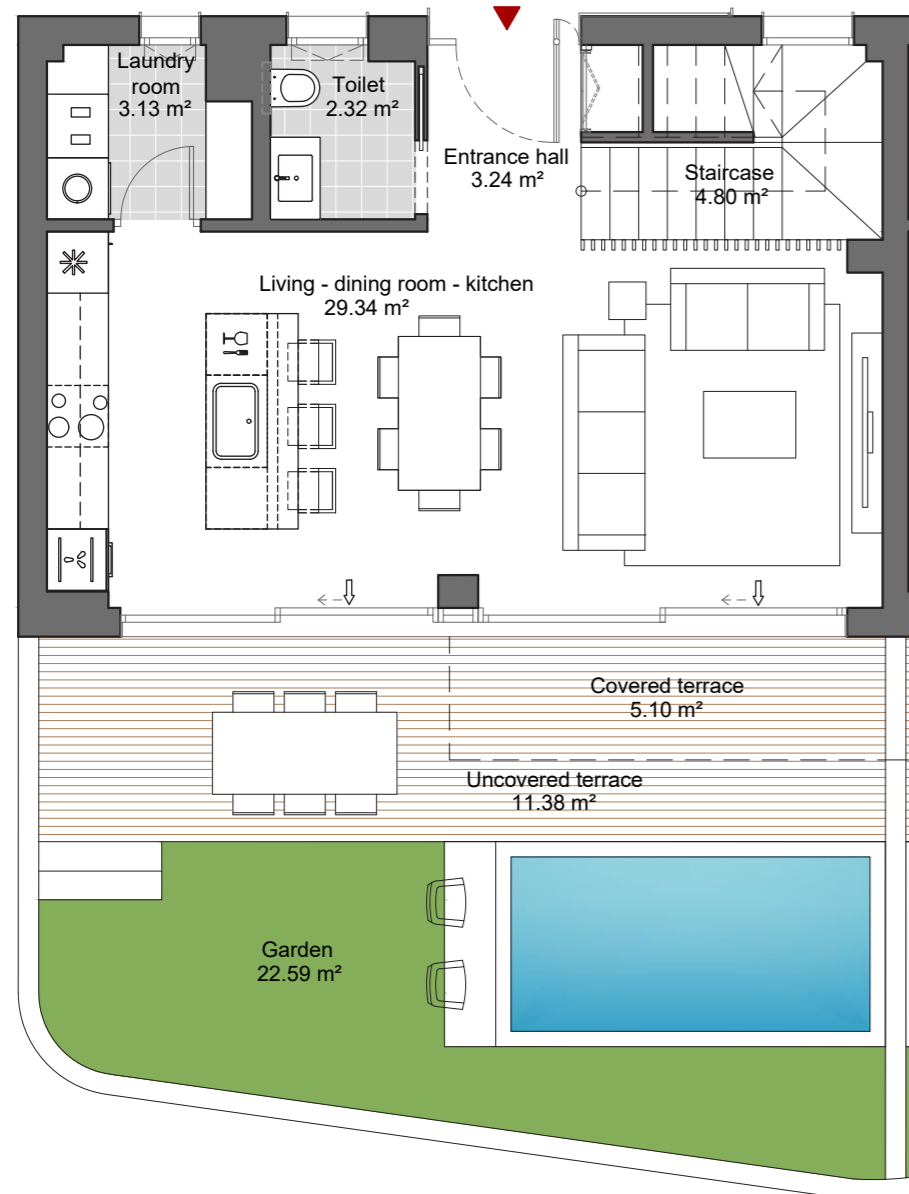 Laundry
room
3.13 m²
Toilet
2.32 m²
Entrance hall
3.24 m²
Staircase
4.80 m²
Living - dining room - kitchen
29.34 m²
Covered terrace
5.10 m²
Uncovered terrace
11.38 m²
Garden
22.59 m²